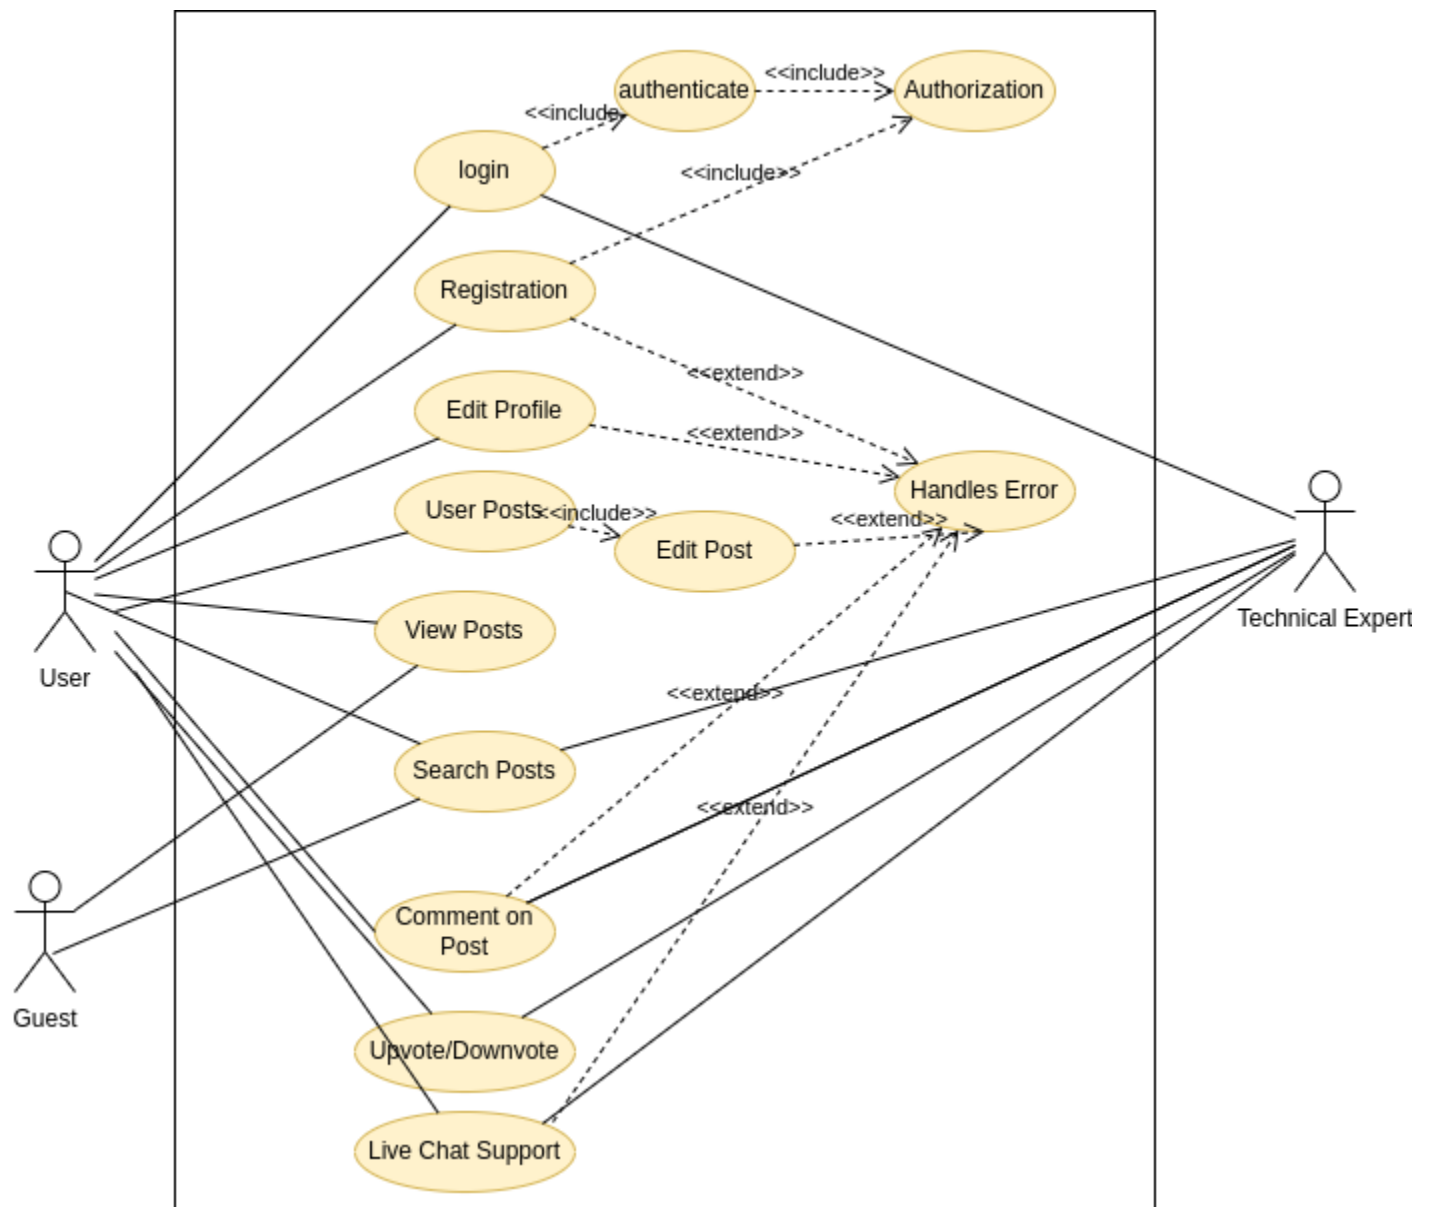 <<include>>
authenticate
Authorization
<<include
login
<<include>>
Registration
<<extend>>
Edit Profile
<<extend>>
Handles Error
User Posts
<<include>>
<<extend>>
Edit Post
Technical Expert
View Posts
User
<<extend>>
Search Posts
<<extend>>
Comment on
Post
Guest
Upvote/Downvote
Live Chat Support